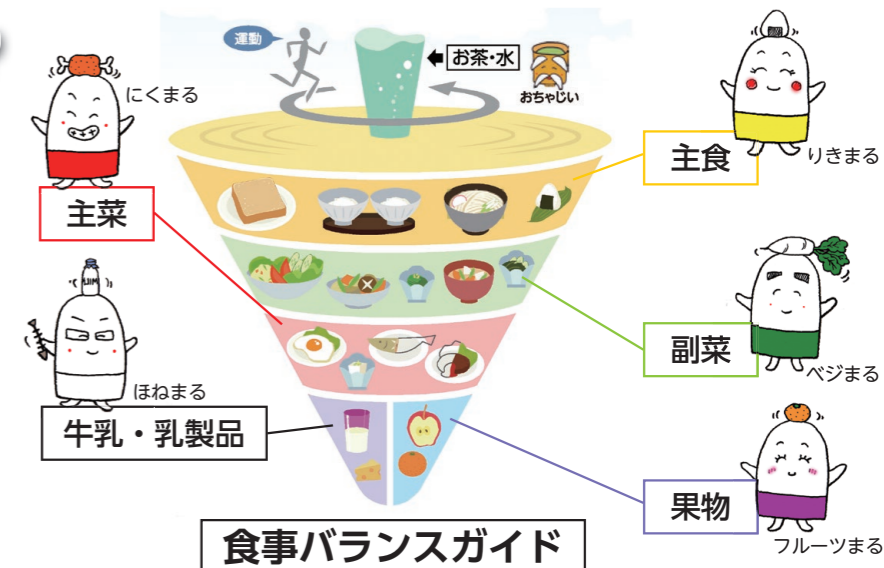 運動
お茶・水
おちゃじい
にくまる
主菜
主食
りきまる
ほねまる
牛乳・乳製品
副菜
ベジまる
果物
フルーツまる
食事バランスガイド